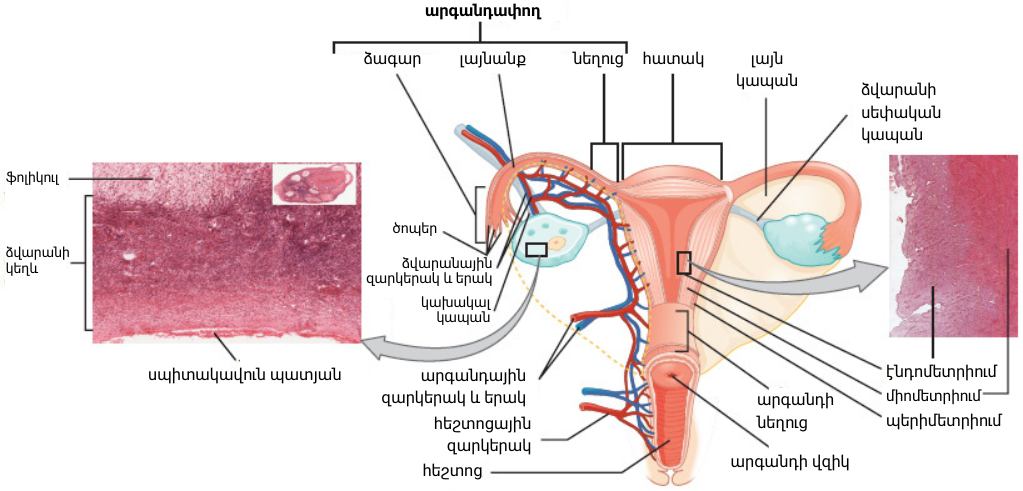 արգանդափող
ձագար
լայնանք
նեղուց
հատակ
լայն
կապան
ձվարանի
սեփական
կապան
ֆոլիկուլ
ձվարանի
կեղև
ծոպեր
ձվարանային
զարկերակ և երակ
կախակալ
կապան
սպիտակավուն պատյան
արգանդային
զարկերակ և երակ
հեշտոցային
զարկերակ
հեշտոց
էնդոմետրիում
միոմետրիում
պերիմետրիում
արգանդի
նեղուց
արգանդի վզիկ